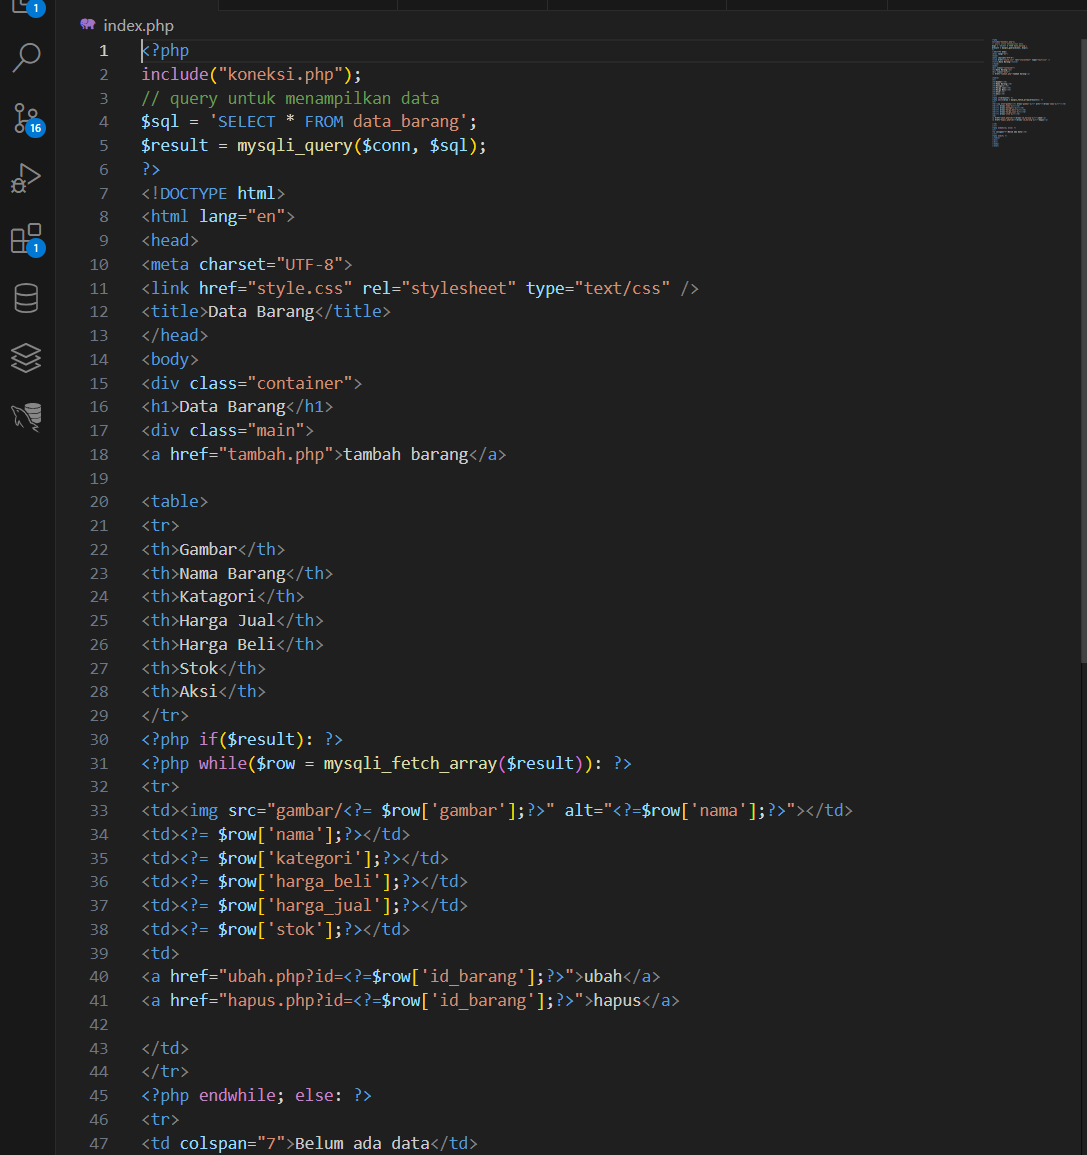 1
index.php
1 <?php
2 include("koneksi.php");
3 // query untuk menampilkan data
4 $sql = 'SELECT * FROM data_barang';
5 $result = mysqli_query($conn, $sql);
6 ?>
7 <!DOCTYPE html>
8 <html lang="en">
9 <head>
10 <meta charset="UTF-8">
11 <link href="style.css" rel="stylesheet" type="text/css" />
12 <title>Data Barang</title>
13 </head>
14 <body>
15 <div class="container">
16 <h1>Data Barang</h1>
17 <div class="main">
18 <a href="tambah.php">tambah barang</a>
19
20 <table>
21 <tr>
22 <th>Gambar</th>
23 <th>Nama Barang</th>
24 <th>Katagori</th>
25 <th>Harga Jual</th>
26 <th>Harga Beli</th>
27 <th>Stok</th>
28 <th>Aksi</th>
29 </tr>
30 <?php if($result): ?>
31 <?php while($row = mysqli_fetch_array($result)): ?>
32 <tr>
33 <td><img src="gambar/<?= $row['gambar'];?>" alt="<?=$row['nama'];?>"></td>
34 <td><?= $row['nama'];?></td>
35 <td><?= $row['kategori'];?></td>
36 <td><?= $row['harga_beli'];?></td>
37 <td><?= $row['harga_jual'];?></td>
38 <td><?= $row['stok'];?></td>
39 <td>
40 <a href="ubah.php?id=<?=$row['id_barang'];?>">ubah</a>
41 <a href="hapus.php?id=<?=$row['id_barang'];?>">hapus</a>
42
43 </td>
44 </tr>
45 <?php endwhile; else: ?>
46 <tr>
47 <td colspan="7">Belum ada data</td>
16
1